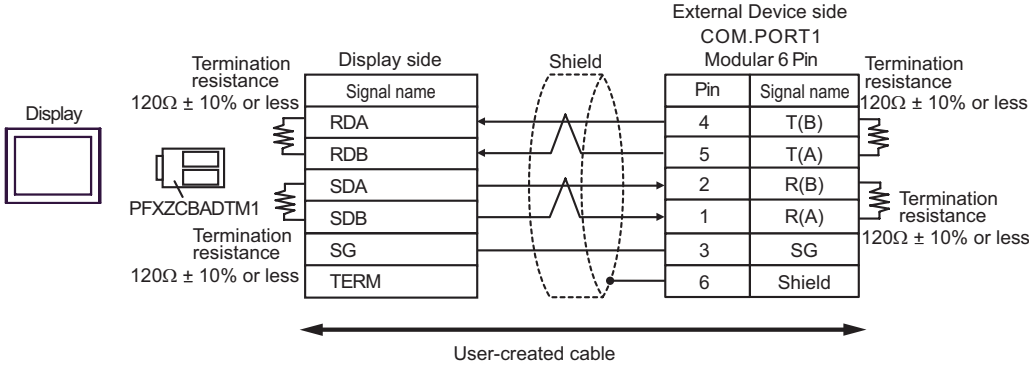 External Device side
COM.PORT1
Modular 6 Pin
Termination
resistance
120Ω ± 10% or less
Display side
Shield
Termination
resistance
120Ω ± 10% or less
Display
Signal name
Pin
Signal name
RDA
4
T(B)
RDB
5
T(A)
SDA
2
R(B)
SDB
1
R(A)
SG
3
SG
TERM
6
Shield
PFXZCBADTM1
Termination
resistance
120Ω ± 10% or less
Termination
resistance
120Ω ± 10% or less
User-created cable